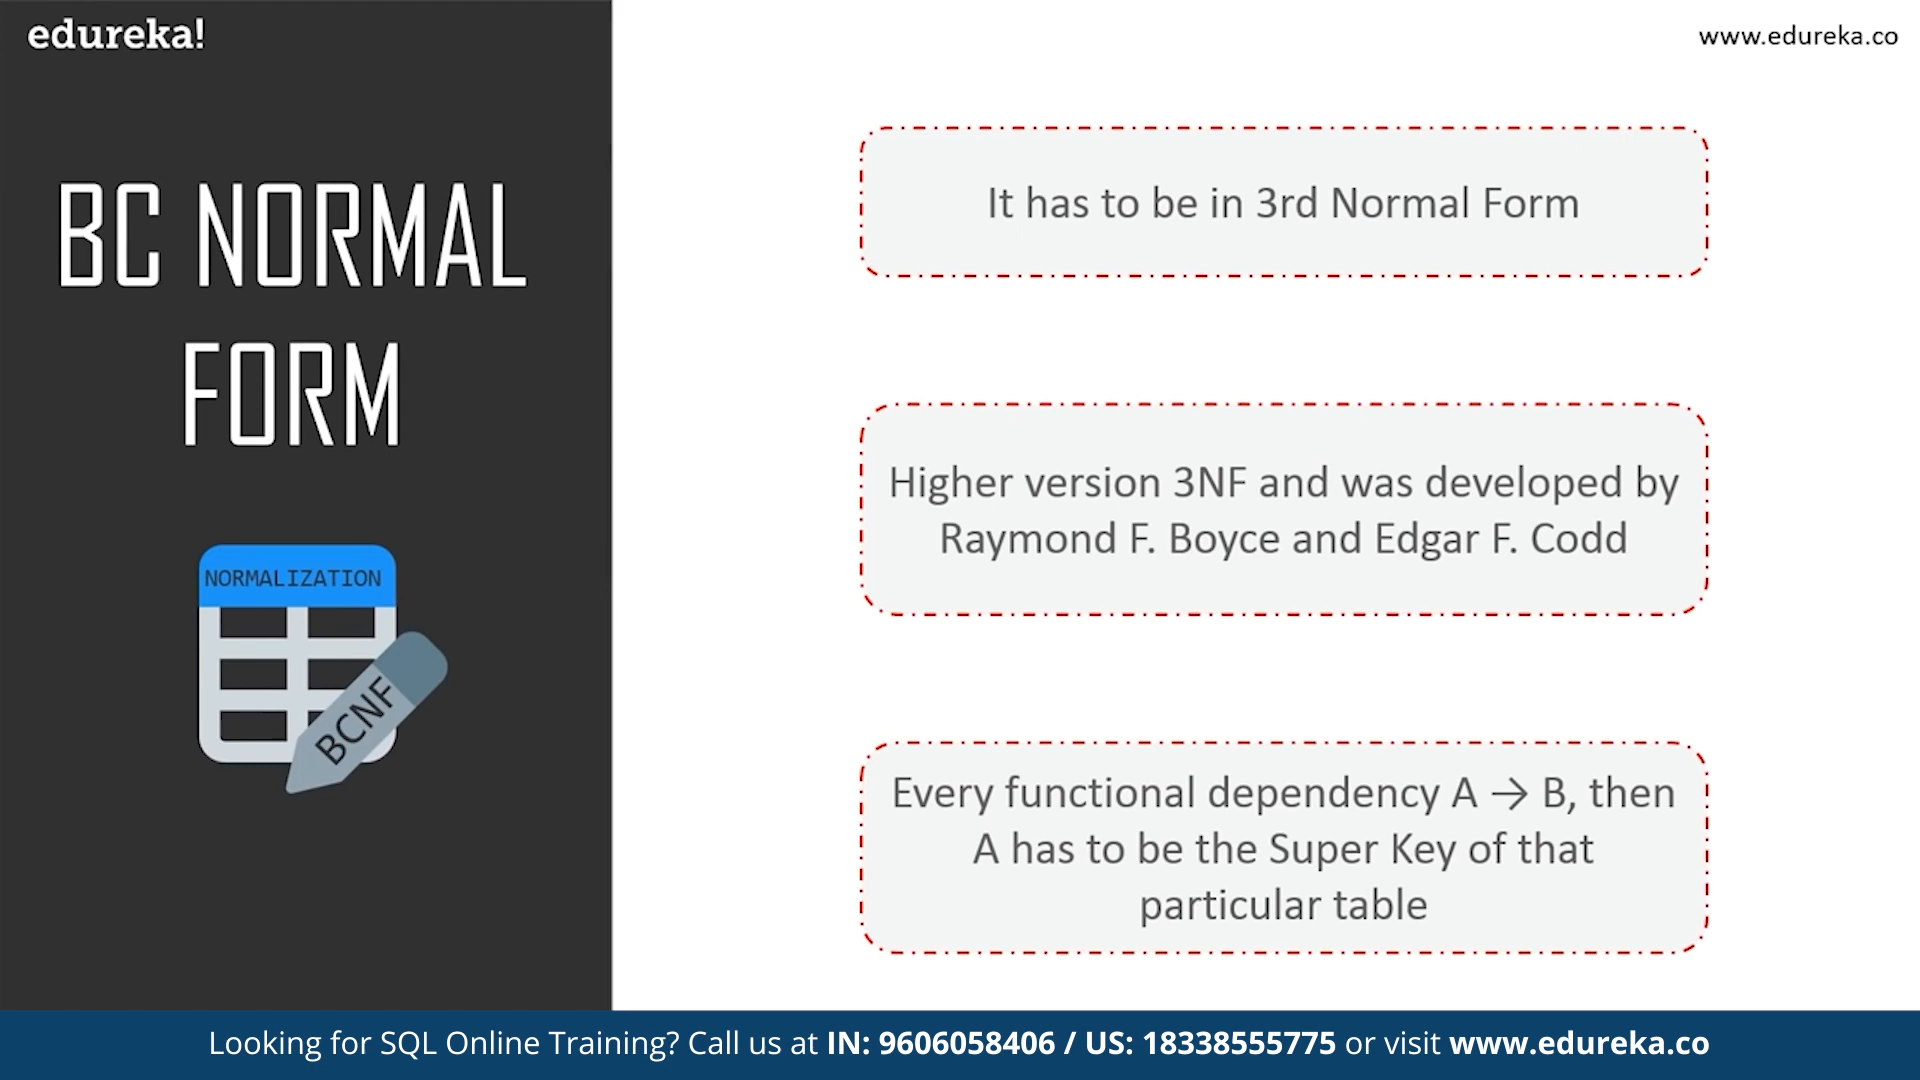 edureka!
www.edureka.co
BC NORMAL
FORM
NORMALIZATION
BCNF
It has to be in 3rd Normal Form
Higher version 3NF and was developed by
Raymond F. Boyce and Edgar F. Codd
Every functional dependency A → B, then
A has to be the Super Key of that
particular table
Looking for SQL Online Training? Call us at IN: 9606058406 / US: 18338555775 or visit www.edureka.co